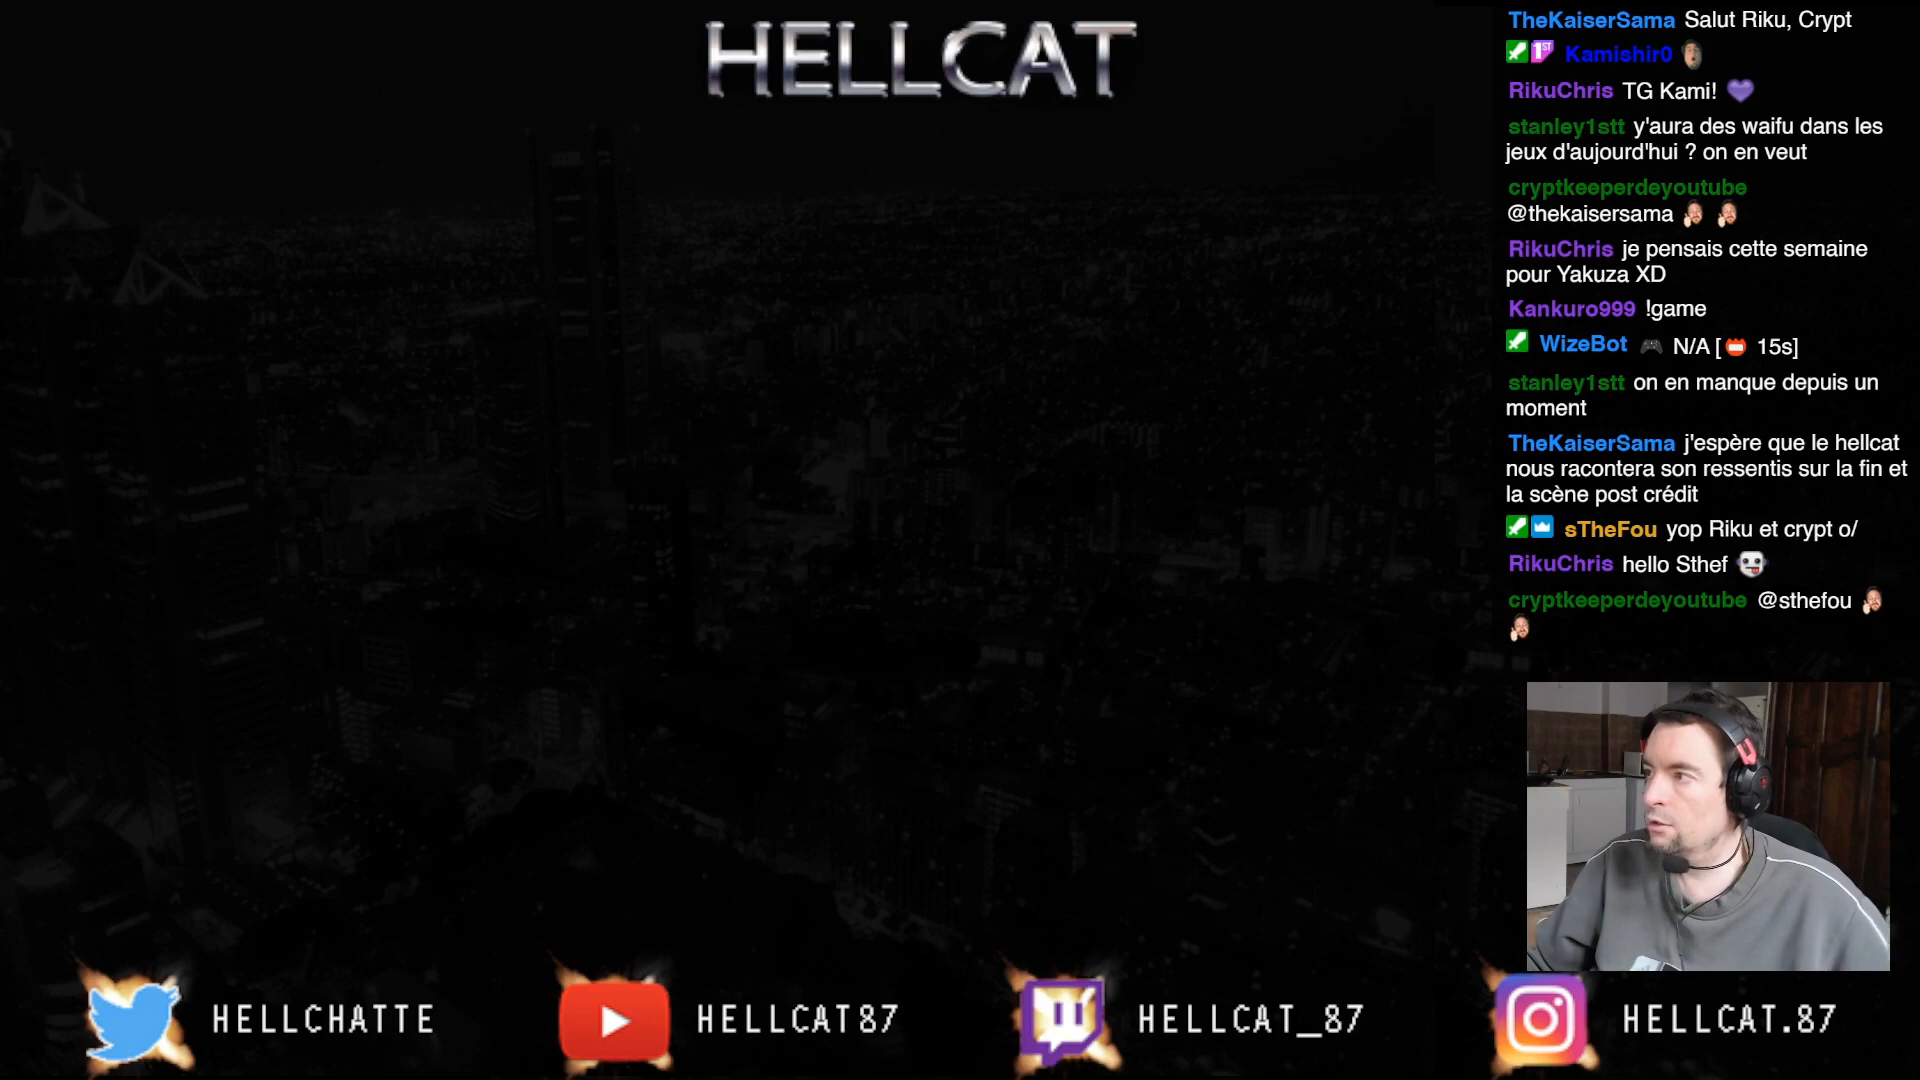 HELLCAT
TheKaiserSama Salut Riku, Crypt
1ST Kamishir0
RikuChris TG Kami!
stanley1stt y'aura des waifu dans les
jeux d'aujourd'hui ? on en veut
cryptkeeperdeyoutube
@thekaisersama
RikuChris je pensais cette semaine
pour Yakuza XD
Kankuro999 !game
WizeBot N/A [ 15s]
stanley1stt on en manque depuis un
moment
TheKaiserSama j'espère que le hellcat
nous racontera son ressentis sur la fin et
la scène post crédit
sTheFou yop Riku et crypt o/
RikuChris hello Sthef
cryptkeeperdeyoutube @sthefou
HELLCHATTE
HELLCAT87
HELLCAT_87
HELLCAT.87